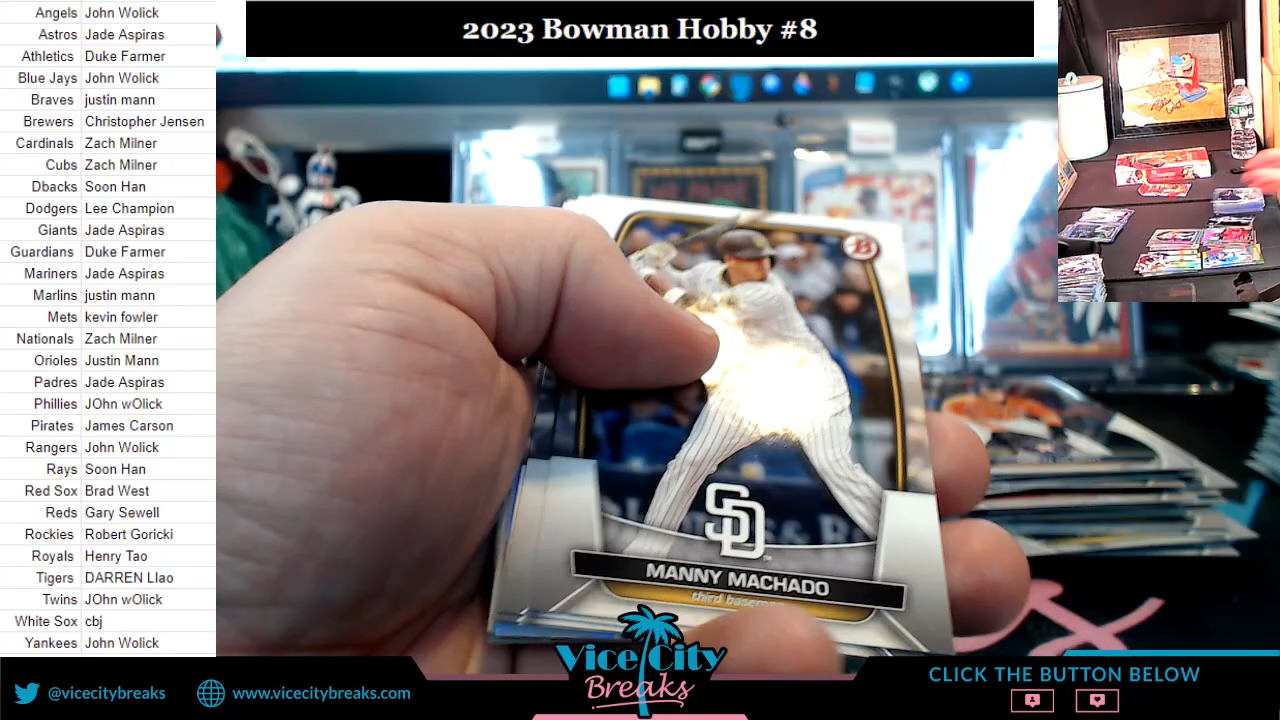 2023 Bowman Hobby #8
Angels John Wolick
Astros Jade Aspiras
Athletics Duke Farmer
Blue Jays John Wolick
Braves justin mann
Brewers Christopher Jensen
Cardinals Zach Milner
Cubs Zach Milner
Dbacks Soon Han
Dodgers Lee Champion
Giants Jade Aspiras
Guardians Duke Farmer
Mariners Jade Aspiras
Marlins justin mann
Mets kevin fowler
Nationals Zach Milner
Orioles Justin Mann
Padres Jade Aspiras
Phillies JOhn wOlick
Pirates James Carson
Rangers John Wolick
Rays Soon Han
Red Sox Brad West
Reds Gary Sewell
Rockies Robert Goricki
Royals Henry Tao
Tigers DARREN LIao
Twins JOhn wOlick
White Sox cbj
Yankees John Wolick
B
SD
MANNY MACHADO
third baseman
Vice City
Breaks
@vicecitybreaks
www.vicecitybreaks.com
CLICK THE BUTTON BELOW